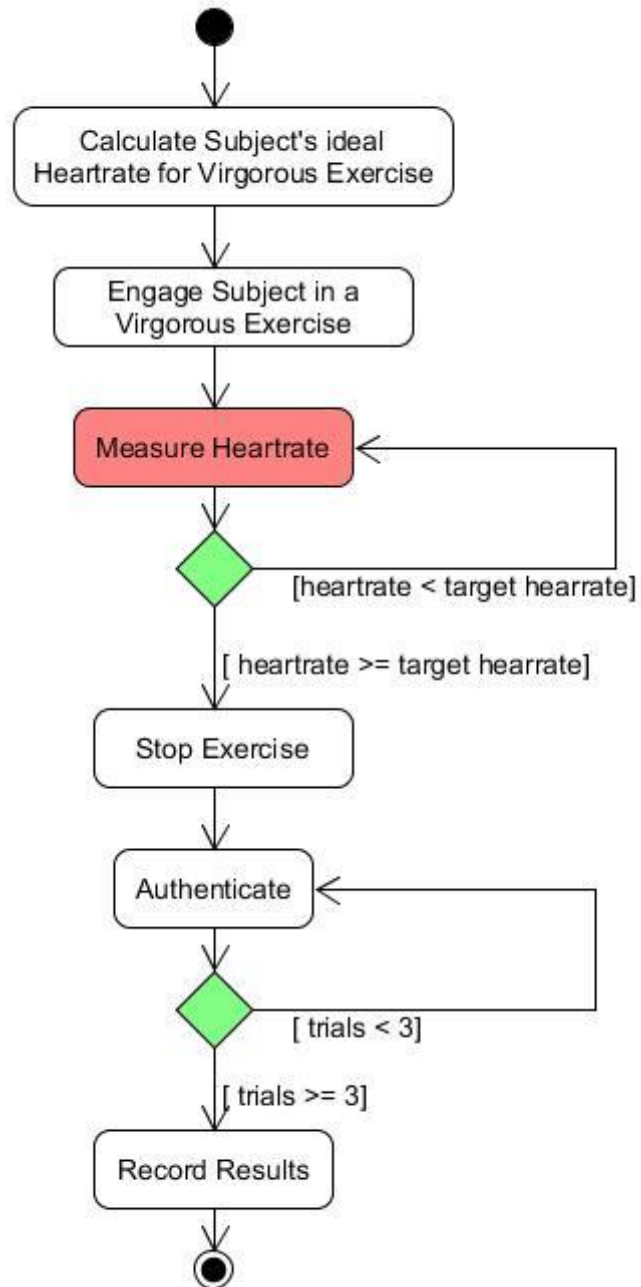 Calculate Subject's ideal
Heartrate for Virgorous Exercise
Engage Subject in a
Virgorous Exercise
Measure Heartrate
[heartrate < target hearrate]
[ heartrate >= target hearrate]
Stop Exercise
Authenticate
[ trials < 3]
[ trials >= 3]
Record Results